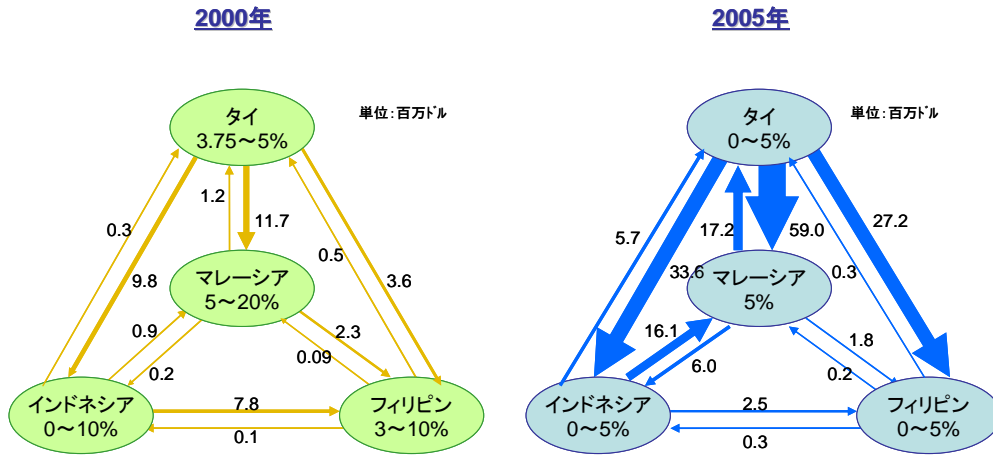 2000年
2005年
タイ
3.75～5%
単位：百万ﾄﾞﾙ
0.3
1.2
11.7
0.5
3.6
9.8
マレーシア
5～20%
0.9
2.3
0.09
0.2
インドネシア
0～10%
7.8
0.1
フィリピン
3～10%
タイ
0～5%
単位：百万ﾄﾞﾙ
5.7
17.2
59.0
27.2
33.6
0.3
マレーシア
5%
16.1
6.0
1.8
0.2
インドネシア
0～5%
2.5
0.3
フィリピン
0～5%